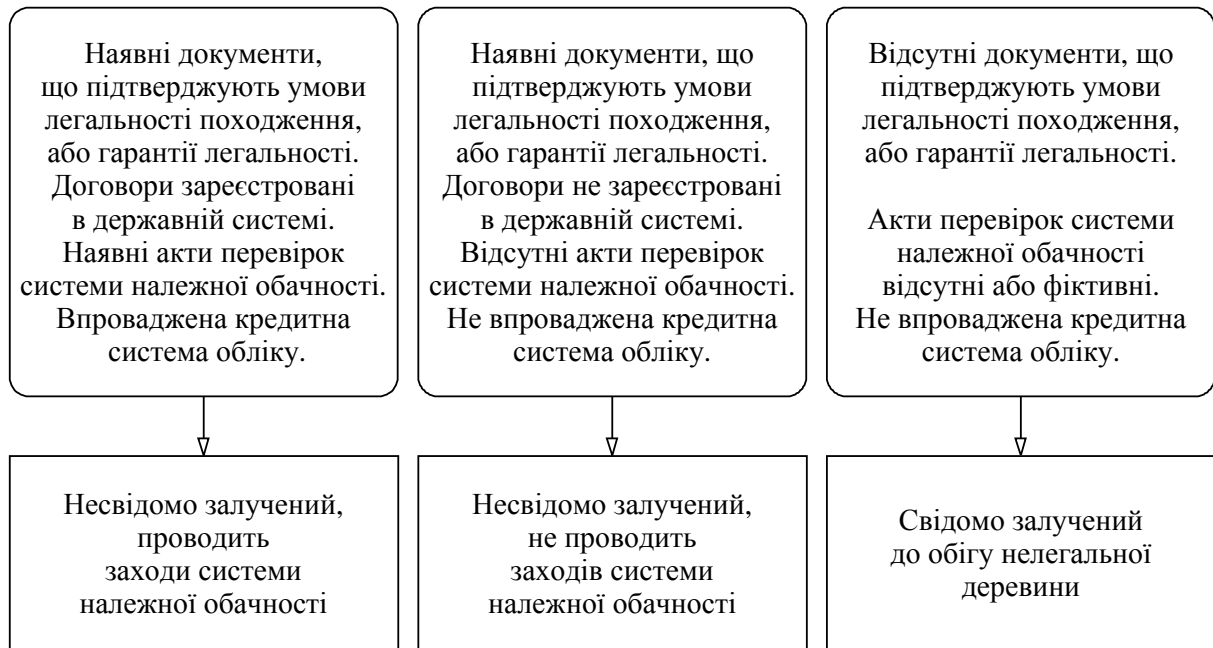 Наявні документи,
що підтверджують умови
легальності походження,
або гарантії легальності.
Договори зареєстровані
в державній системі.
Наявні акти перевірок
системи належної обачності.
Впроваджена кредитна
система обліку.
Наявні документи, що
підтверджують умови
легальності походження,
або гарантії легальності.
Договори не зареєстровані
в державній системі.
Відсутні акти перевірок
системи належної обачності.
Не впроваджена кредитна
система обліку.
Відсутні документи, що
підтверджують умови
легальності походження,
або гарантії легальності.
Акти перевірок системи
належної обачності
відсутні або фіктивні.
Не впроваджена кредитна
система обліку.
Несвідомо залучений,
проводить
заходи системи
належної обачності
Несвідомо залучений,
не проводить
заходів системи
належної обачності
Свідомо залучений
до обігу нелегальної
деревини